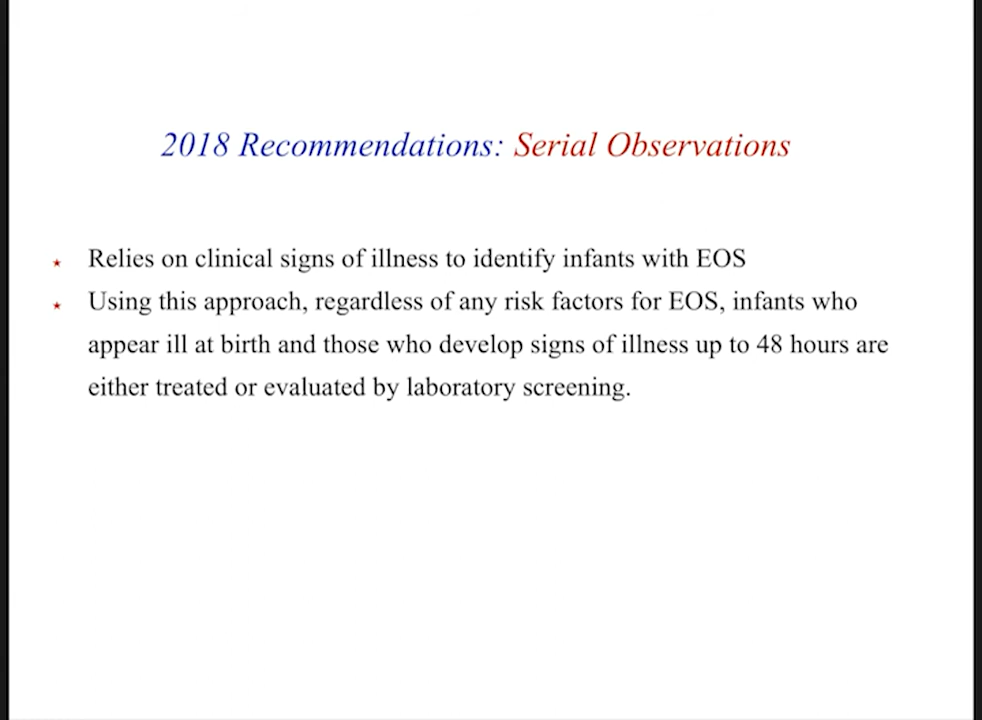 2018 Recommendations: Serial Observations
Relies on clinical signs of illness to identify infants with EOS
Using this approach, regardless of any risk factors for EOS, infants who
appear ill at birth and those who develop signs of illness up to 48 hours are
either treated or evaluated by laboratory screening.